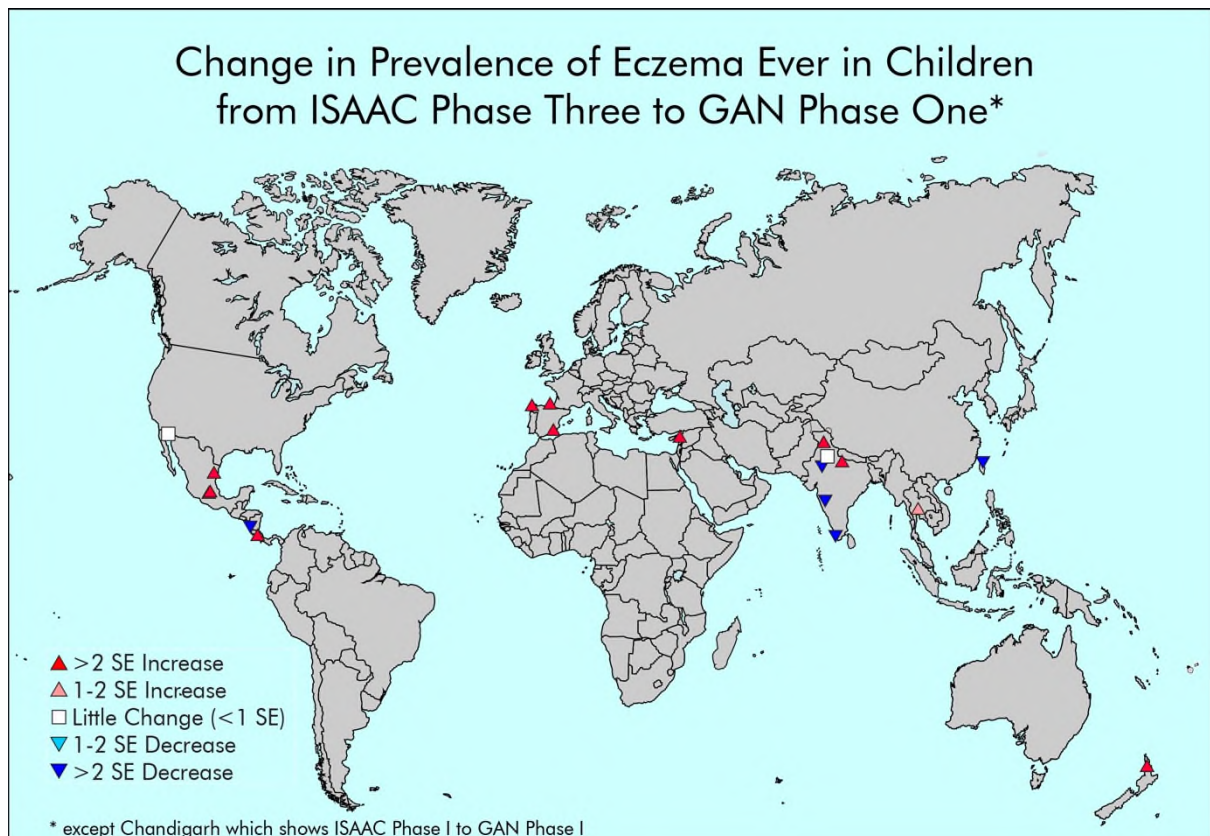 Change in Prevalence of Eczema Ever in Children
from ISAAC Phase Three to GAN Phase One*
>2 SE Increase
1-2 SE Increase
Little Change (<1 SE)
1-2 SE Decrease
>2 SE Decrease
* except Chandigarh which shows ISAAC Phase I to GAN Phase I